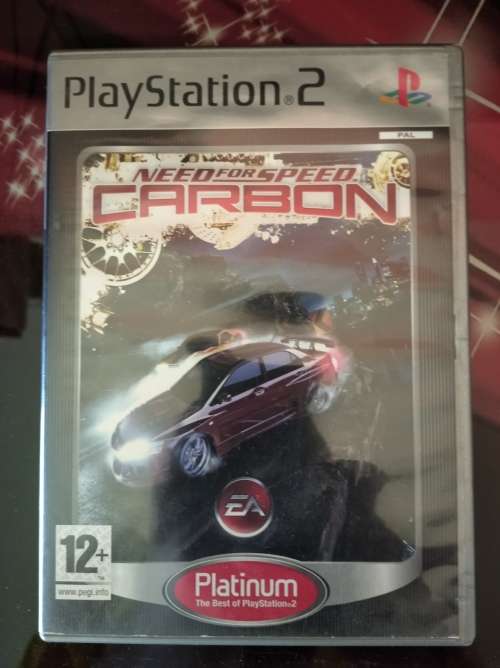 PlayStation®2
PAL
NEED FOR SPEED
CARBON
EA
12+
www.pegi.info
Platinum
The Best of PlayStation®2